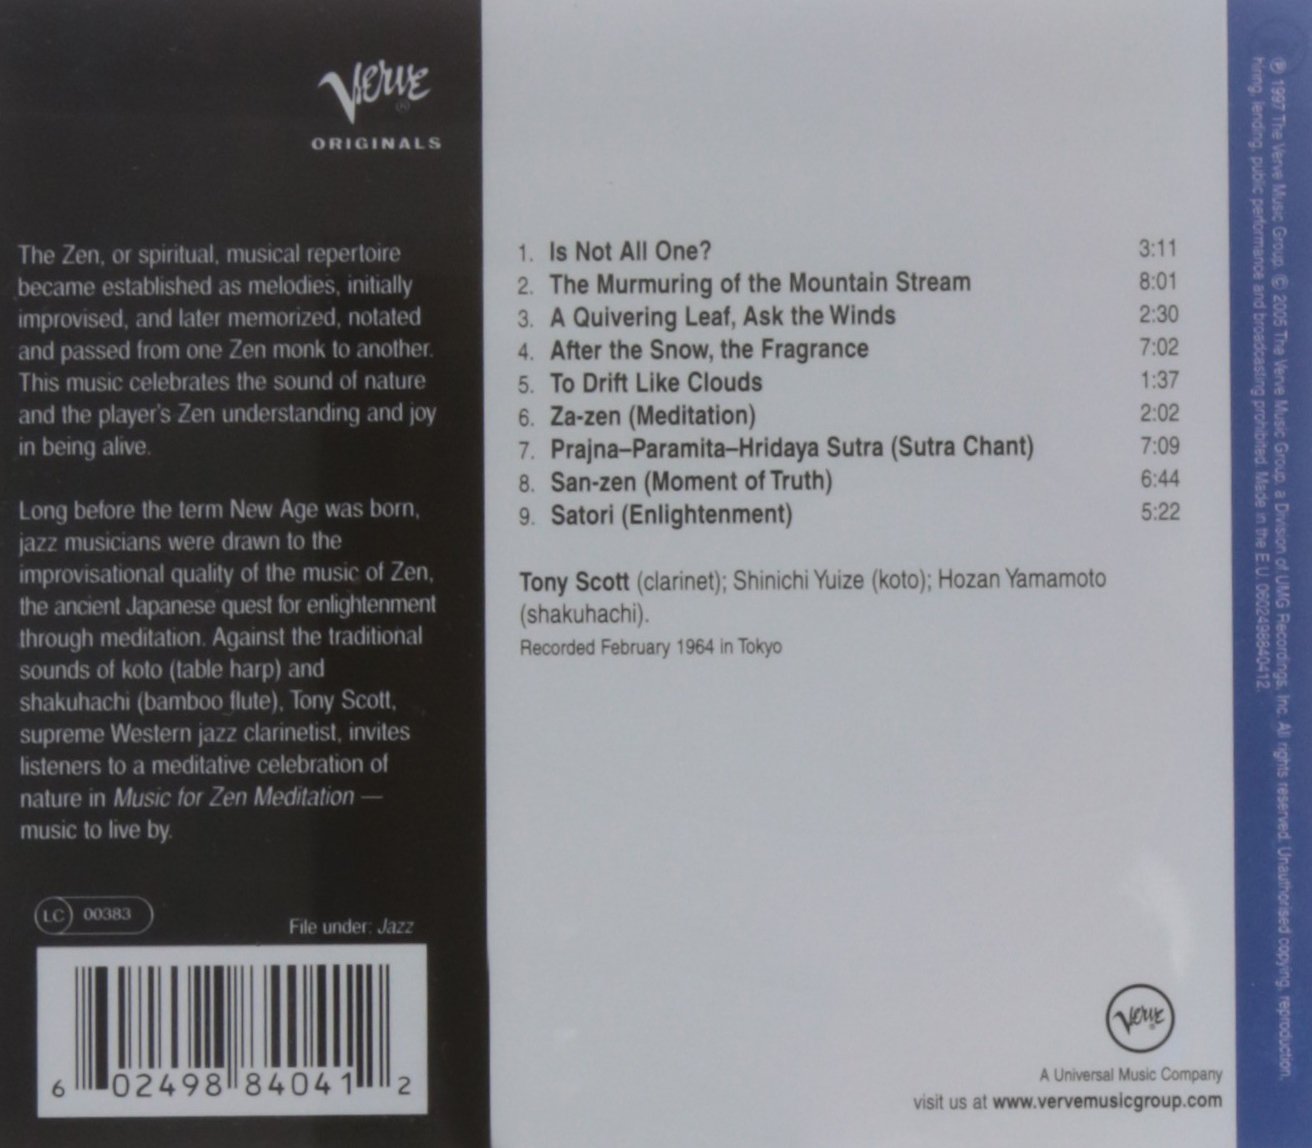 Verve
ORIGINALS
The Zen, or spiritual, musical repertoire
became established as melodies, initially
improvised, and later memorized, notated
and passed from one Zen monk to another.
This music celebrates the sound of nature
and the player's Zen understanding and joy
in being alive.
Long before the term New Age was born,
jazz musicians were drawn to the
improvisational quality of the music of Zen,
the ancient Japanese quest for enlightenment
through meditation. Against the traditional
sounds of koto (table harp) and
shakuhachi (bamboo flute), Tony Scott,
supreme Western jazz clarinetist, invites
listeners to a meditative celebration of
nature in Music for Zen Meditation —
music to live by.
LC 00383
File under: Jazz
6 02498 84041 2
1. Is Not All One? 3:11
2. The Murmuring of the Mountain Stream 8:01
3. A Quivering Leaf, Ask the Winds 2:30
4. After the Snow, the Fragrance 7:02
5. To Drift Like Clouds 1:37
6. Za-zen (Meditation) 2:02
7. Prajna–Paramita–Hridaya Sutra (Sutra Chant) 7:09
8. San-zen (Moment of Truth) 6:44
9. Satori (Enlightenment) 5:22
Tony Scott (clarinet); Shinichi Yuize (koto); Hozan Yamamoto
(shakuhachi).
Recorded February 1964 in Tokyo
Verve
A Universal Music Company
visit us at www.vervemusicgroup.com
℗ 1997 The Verve Music Group, © 2005 The Verve Music Group, a Division of UMG Recordings, Inc. All rights reserved. Unauthorised copying, reproduction,
hiring, lending, public performance and broadcasting prohibited. Made in the E.U. 0602498840412.